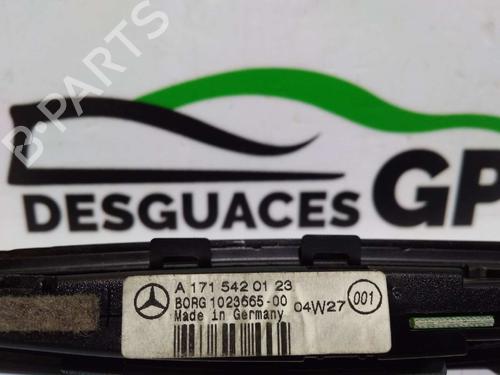 B-PARTS
DESGUACES GP
A 171 542 01 23
BORG 1023665-00
Made in Germany
04W27
001